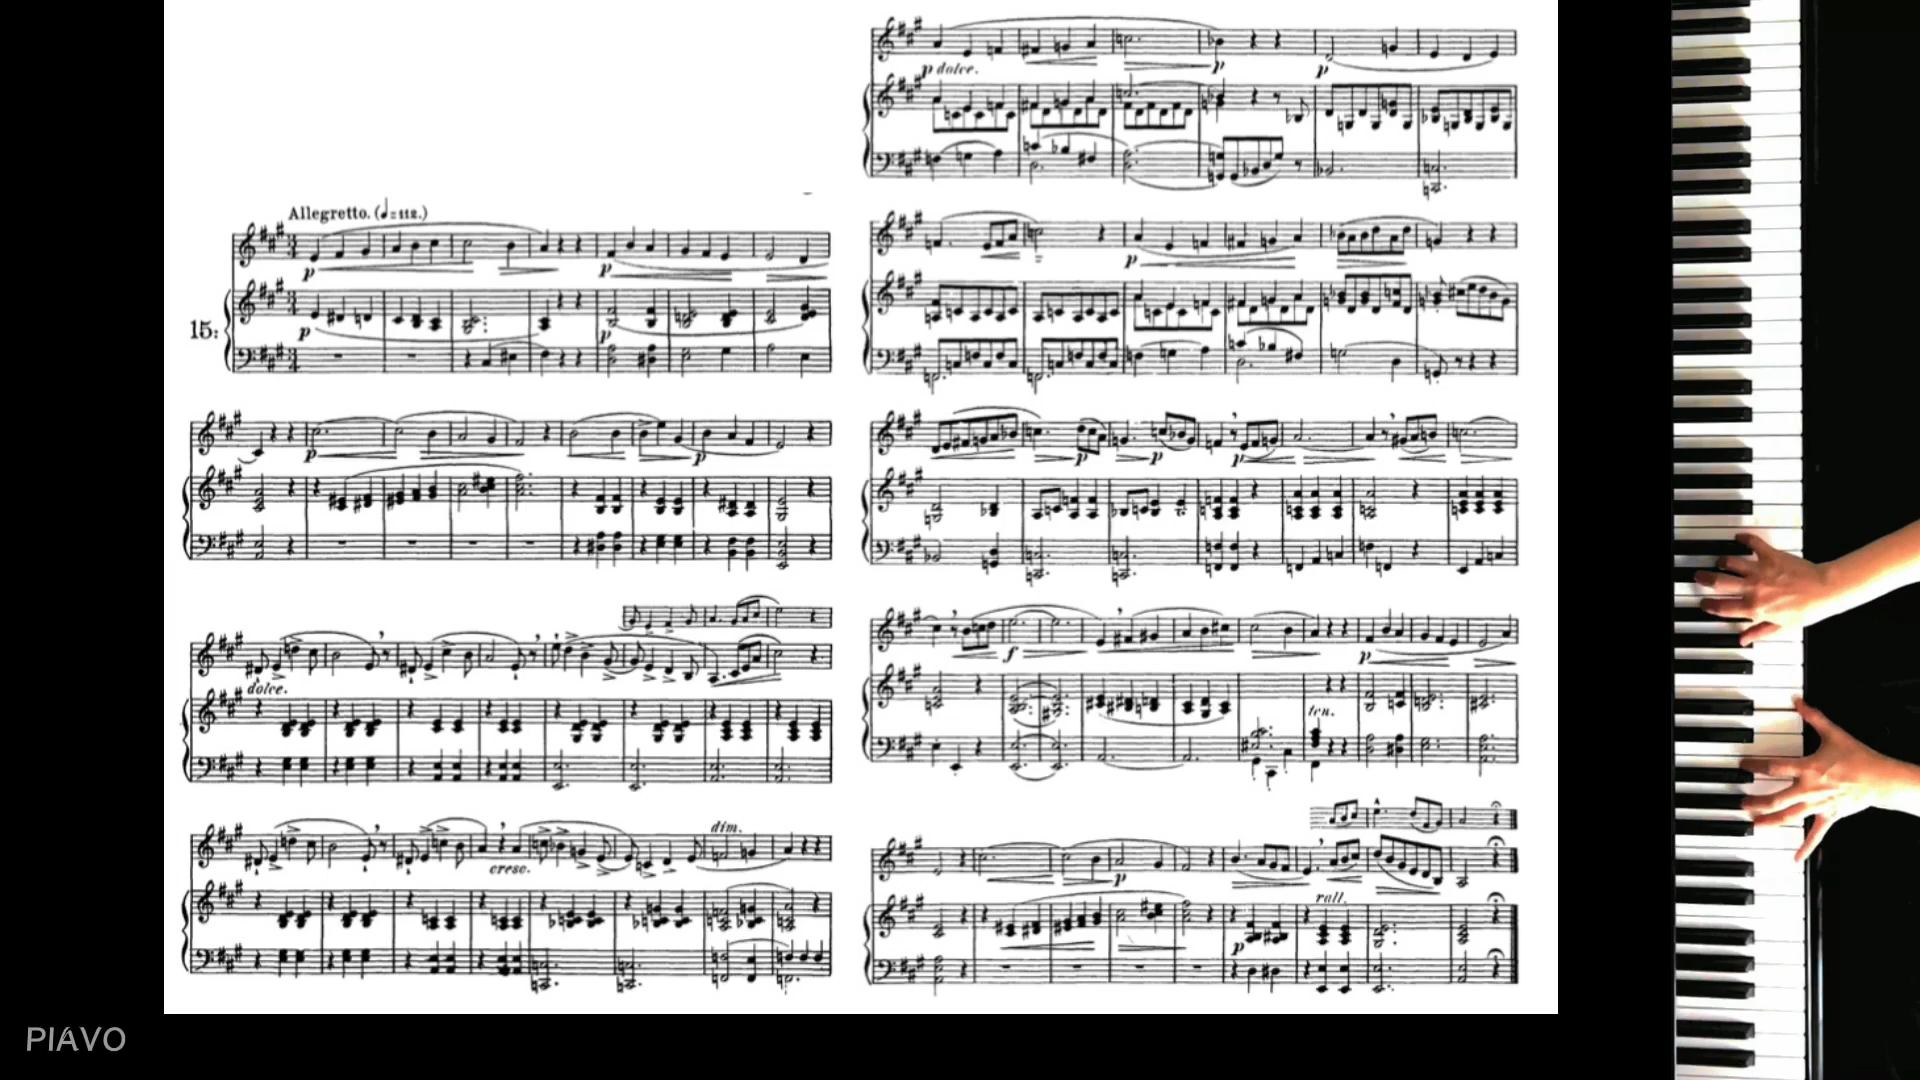 Allegretto. (♩=112.)
p
p
15:
p
p
p
p
dolce.
cresc.
dim.
p dolce.
p
p
p
p
p
p
f
p
ten.
p
rall.
p
PIAVO